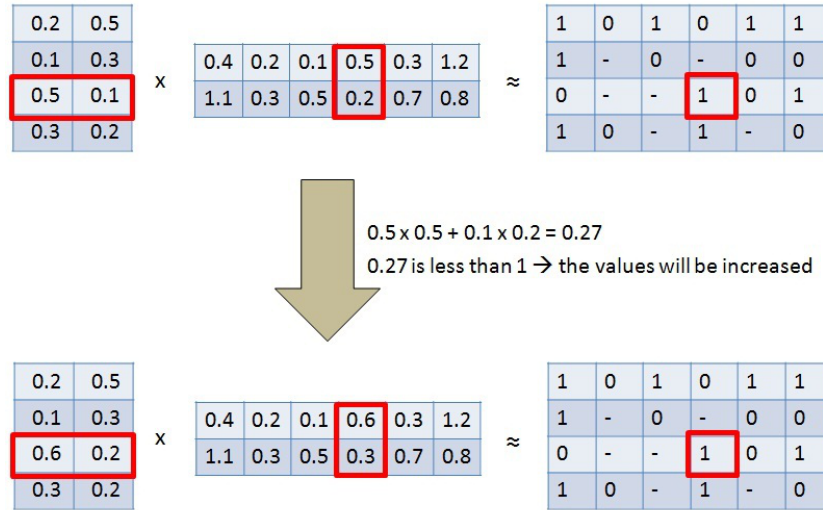 0.2 0.5 1 0 1 0 1 1
0.1 0.3 0.4 0.2 0.1 0.5 0.3 1.2 1 - 0 - 0 0
0.5 0.1 x 1.1 0.3 0.5 0.2 0.7 0.8 ≈ 0 - - 1 0 1
0.3 0.2 1 0 - 1 - 0
0.5 x 0.5 + 0.1 x 0.2 = 0.27
0.27 is less than 1 → the values will be increased
0.2 0.5 1 0 1 0 1 1
0.1 0.3 0.4 0.2 0.1 0.6 0.3 1.2 1 - 0 - 0 0
0.6 0.2 x 1.1 0.3 0.5 0.3 0.7 0.8 ≈ 0 - - 1 0 1
0.3 0.2 1 0 - 1 - 0